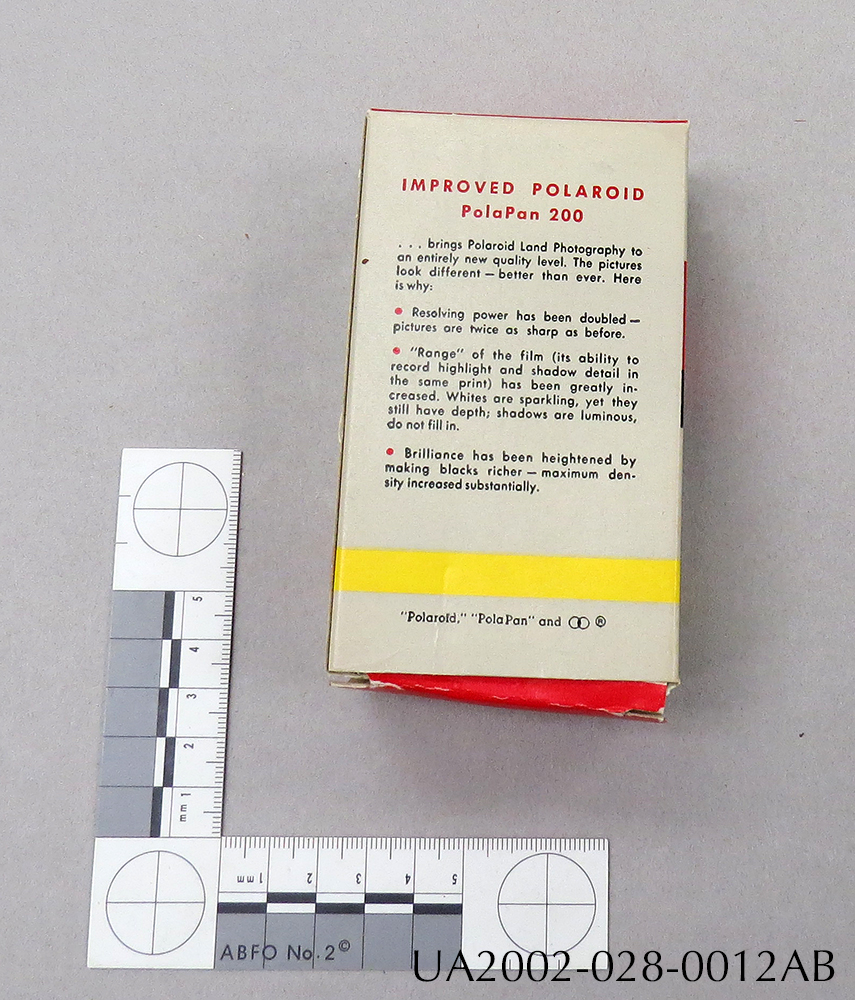 IMPROVED POLAROID
PolaPan 200
. . . brings Polaroid Land Photography to
an entirely new quality level. The pictures
look different — better than ever. Here
is why:
• Resolving power has been doubled —
pictures are twice as sharp as before.
• "Range" of the film (its ability to
record highlight and shadow detail in
the same print) has been greatly in-
creased. Whites are sparkling, yet they
still have depth; shadows are luminous,
do not fill in.
• Brilliance has been heightened by
making blacks richer — maximum den-
sity increased substantially.
"Polaroid," "PolaPan" and ®
5
4
3
2
mm 1
1mm 2 3 4 5
ABFO No. 2©
UA2002-028-0012AB